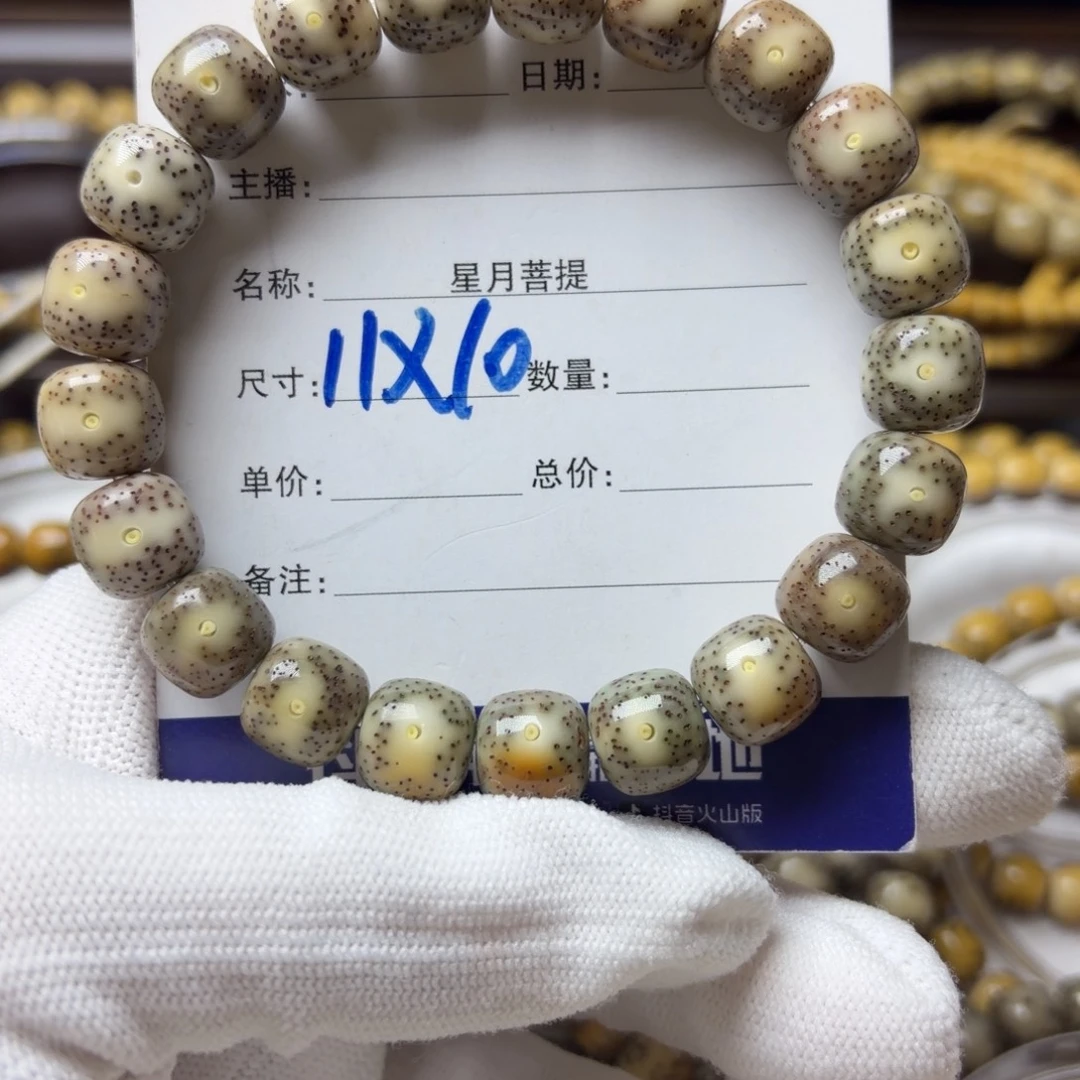 日期:
主播:
名称: 星月菩提
尺寸: 11X10 数量:
单价: 总价:
备注:
地
抖音火山版